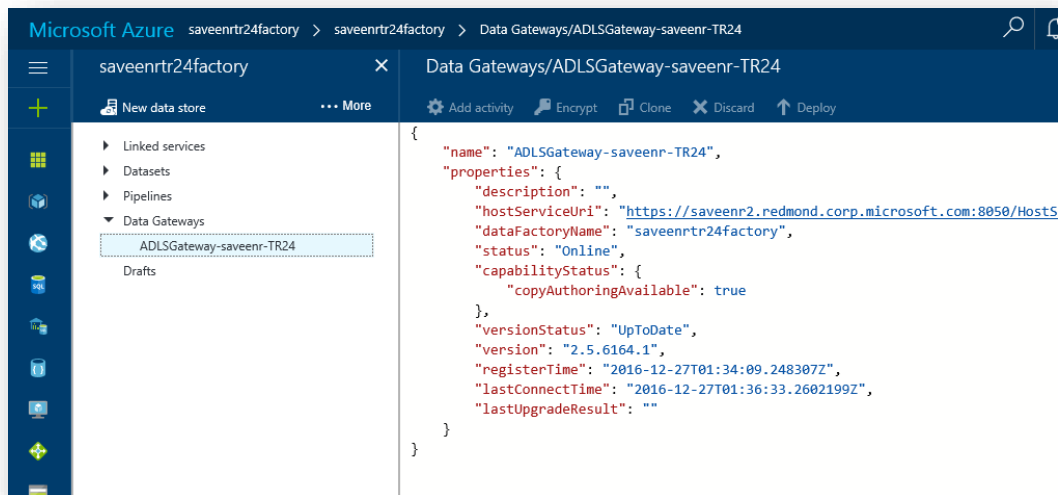 Microsoft Azure saveenrtr24factory > saveenrtr24factory > Data Gateways/ADLSGateway-saveenr-TR24
saveenrtr24factory
New data store
••• More
Linked services
Datasets
Pipelines
Data Gateways
ADLSGateway-saveenr-TR24
Drafts
Data Gateways/ADLSGateway-saveenr-TR24
Add activity Encrypt Clone Discard Deploy
{
"name": "ADLSGateway-saveenr-TR24",
"properties": {
"description": "",
"hostServiceUri": "https://saveenr2.redmond.corp.microsoft.com:8050/HostS
"dataFactoryName": "saveenrtr24factory",
"status": "Online",
"capabilityStatus": {
"copyAuthoringAvailable": true
},
"versionStatus": "UpToDate",
"version": "2.5.6164.1",
"registerTime": "2016-12-27T01:34:09.248307Z",
"lastConnectTime": "2016-12-27T01:36:33.2602199Z",
"lastUpgradeResult": ""
}
}
SQL